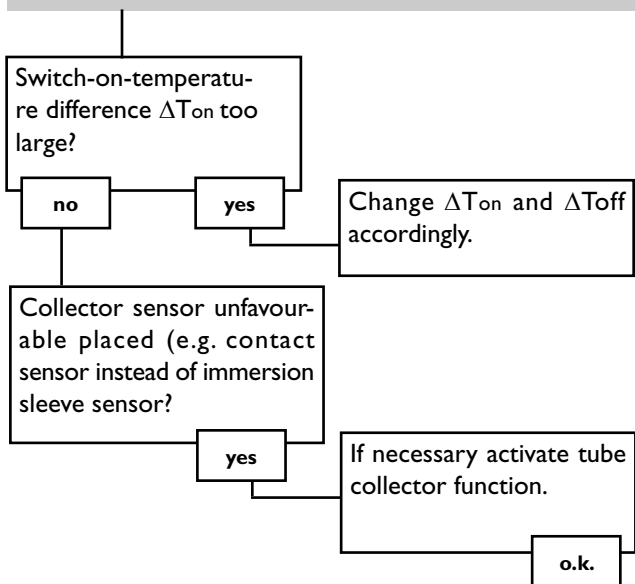 Switch-on-temperatu-
re difference ΔTon too
large?
no
yes
Change ΔTon and ΔToff
accordingly.
Collector sensor unfavour-
able placed (e.g. contact
sensor instead of immersion
sleeve sensor?
yes
If necessary activate tube
collector function.
o.k.